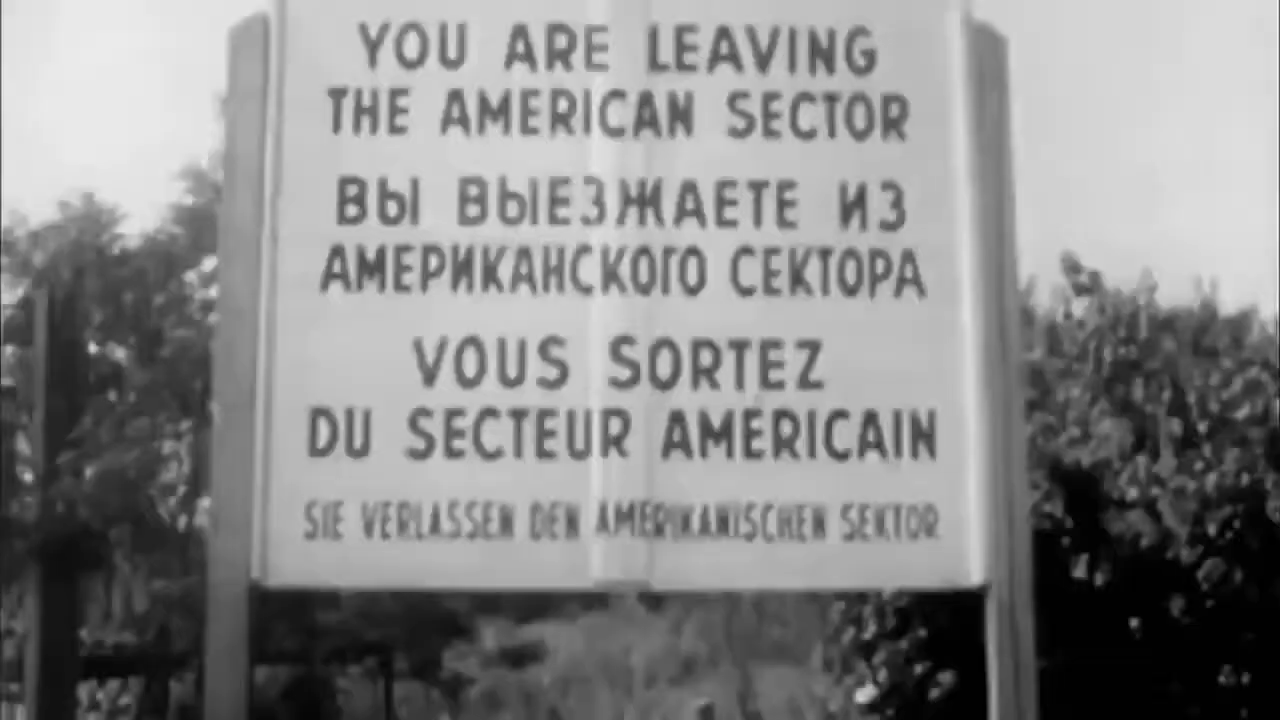 YOU ARE LEAVING
THE AMERICAN SECTOR
ВЫ ВЫЕЗЖАЕТЕ ИЗ
АМЕРИКАНСКОГО СЕКТОРА
VOUS SORTEZ
DU SECTEUR AMÉRICAIN
SIE VERLASSEN DEN AMERIKANISCHEN SEKTOR